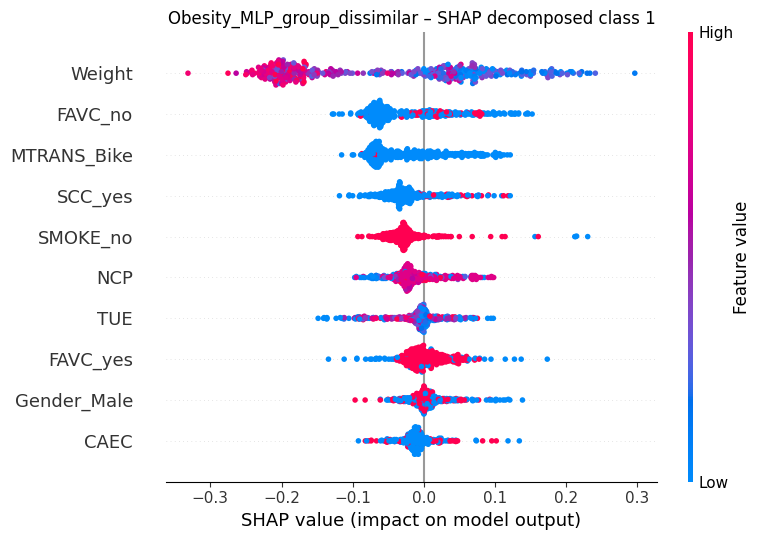 Obesity_MLP_group_dissimilar – SHAP decomposed class 1
High
Weight
FAVC_no
MTRANS_Bike
SCC_yes
SMOKE_no
NCP
TUE
FAVC_yes
Gender_Male
CAEC
Feature value
Low
−0.3 −0.2 −0.1 0.0 0.1 0.2 0.3
SHAP value (impact on model output)